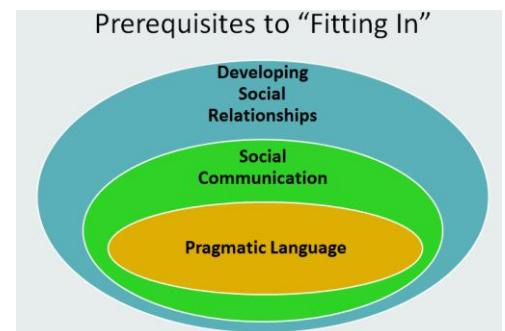 Prerequisites to “Fitting In”
Developing
Social
Relationships
Social
Communication
Pragmatic Language